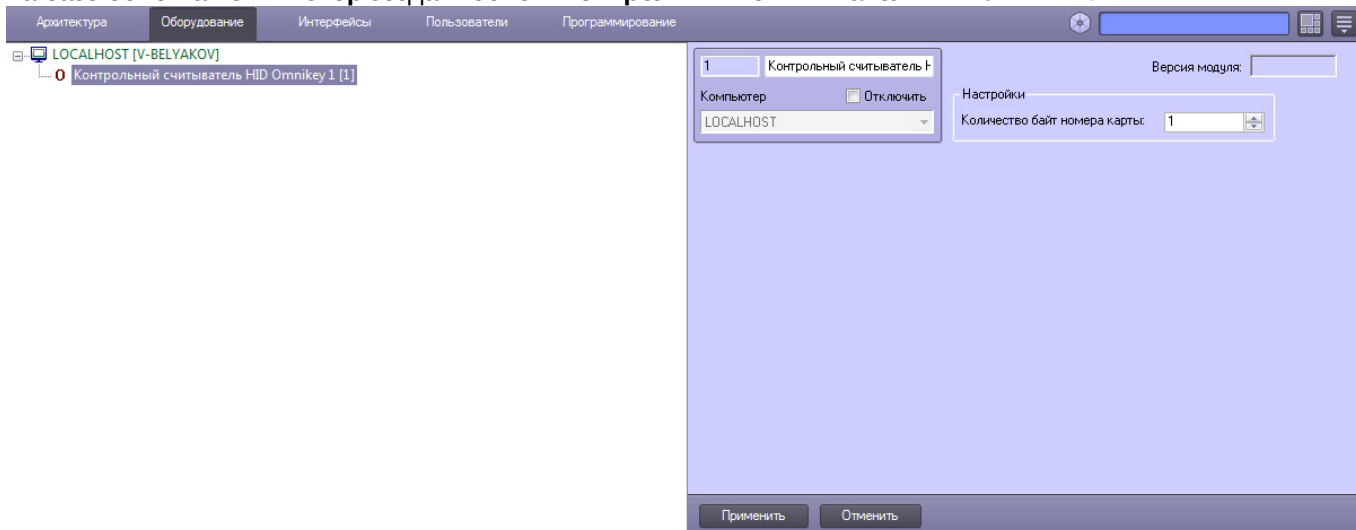 Архитектура Оборудование Интерфейсы Пользователи Программирование
LOCALHOST [V-BELYAKOV]
Контрольный считыватель HID Omnikey 1 [1]
1 Контрольный считыватель H
Версия модуля:
Компьютер Отключить
LOCALHOST
Настройки
Количество байт номера карты: 1
Применить Отменить